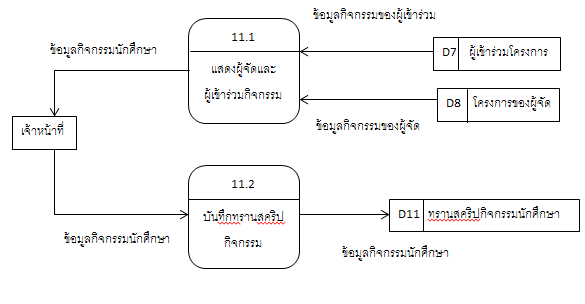 ข้อมูลกิจกรรมของผู้เข้าร่วม
11.1
D7 ผู้เข้าร่วมโครงการ
ข้อมูลกิจกรรมนักศึกษา
แสดงผู้จัดและ
ผู้เข้าร่วมกิจกรรม
D8 โครงการของผู้จัด
ข้อมูลกิจกรรมของผู้จัด
เจ้าหน้าที่
11.2
บันทึกทรานสคริป
กิจกรรม
D11 ทรานสคริปกิจกรรมนักศึกษา
ข้อมูลกิจกรรมนักศึกษา
ข้อมูลกิจกรรมนักศึกษา